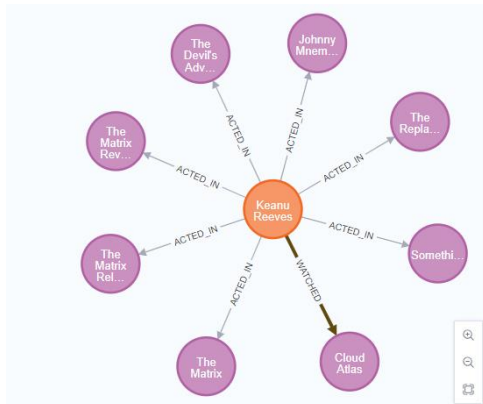 The
Devil's
Adv...
Johnny
Mnem...
The
Matrix
Rev...
ACTED_IN
ACTED_IN
The
Repla...
ACTED_IN
ACTED_IN
Keanu
Reeves
ACTED_IN
ACTED_IN
Somethi...
The
Matrix
Rel...
ACTED_IN
WATCHED
The
Matrix
Cloud
Atlas